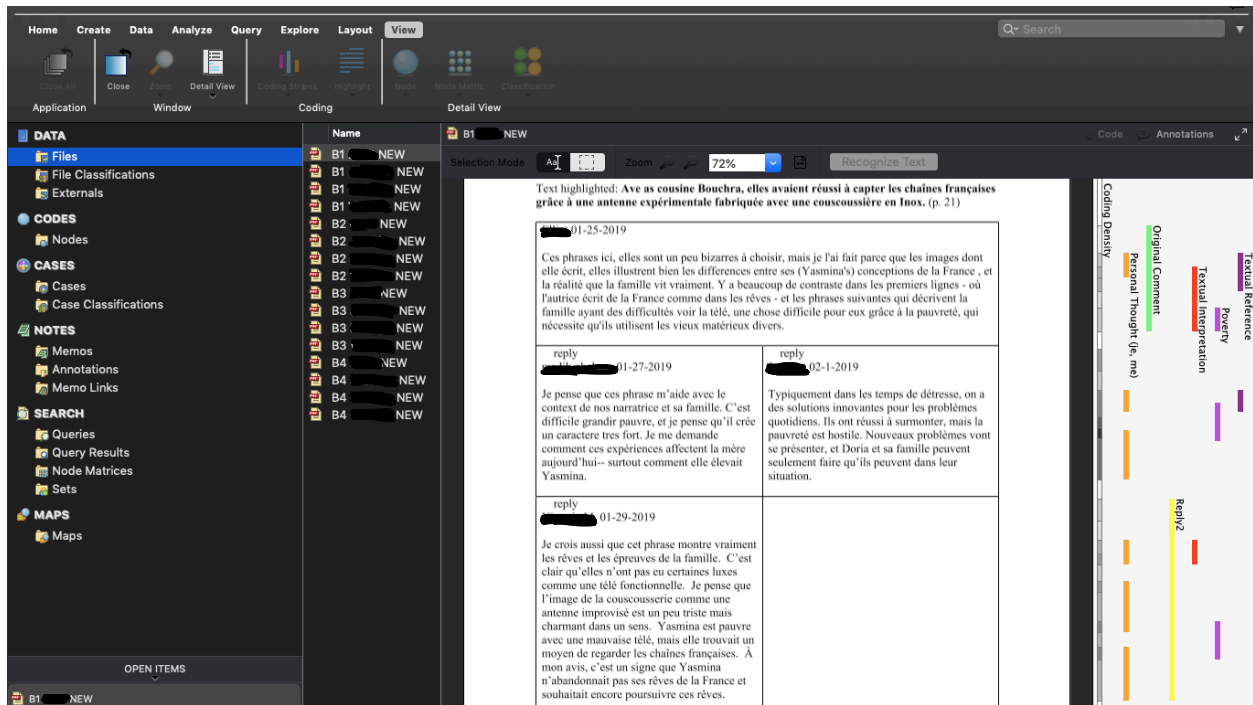 Home Create Data Analyze Query Explore Layout View
Search
Close All
Close
Zoom
Detail View
Coding Stripes
Highlight
Node
Node Matrix
Classification
Application
Window
Coding
Detail View
DATA
Files
File Classifications
Externals
CODES
Nodes
CASES
Cases
Case Classifications
NOTES
Memos
Annotations
Memo Links
SEARCH
Queries
Query Results
Node Matrices
Sets
MAPS
Maps
OPEN ITEMS
B1 NEW
Name
B1 NEW
B1 NEW
B1 NEW
B1 NEW
B2 NEW
B2 NEW
B2 NEW
B2 NEW
B3 NEW
B3 NEW
B3 NEW
B3 NEW
B4 NEW
B4 NEW
B4 NEW
B4 NEW
B1 NEW
Code
Annotations
Selection Mode
Aa
Zoom
72%
Recognize Text
Text highlighted: Ave as cousine Bouchra, elles avaient réussi à capter les chaînes françaises
grâce à une antenne expérimentale fabriquée avec une couscoussière en Inox. (p. 21)
01-25-2019
Ces phrases ici, elles sont un peu bizarres à choisir, mais je l'ai fait parce que les images dont
elle écrit, elles illustrent bien les differences entre ses (Yasmina's) conceptions de la France , et
la réalité que la famille vit vraiment. Y a beaucoup de contraste dans les premiers lignes - où
l'autrice écrit de la France comme dans les rêves - et les phrases suivantes qui décrivent la
famille ayant des difficultés voir la télé, une chose difficile pour eux grâce à la pauvreté, qui
nécessite qu'ils utilisent les vieux matérieux divers.
reply
01-27-2019
Je pense que ces phrase m'aide avec le
context de nos narratrice et sa famille. C'est
difficile grandir pauvre, et je pense qu'il crée
un caractere tres fort. Je me demande
comment ces expériences affectent la mère
aujourd'hui-- surtout comment elle élevait
Yasmina.
reply
02-1-2019
Typiquement dans les temps de détresse, on a
des solutions innovantes pour les problèmes
quotidiens. Ils ont réussi à surmonter, mais la
pauvreté est hostile. Nouveaux problèmes vont
se présenter, et Doria et sa famille peuvent
seulement faire qu'ils peuvent dans leur
situation.
reply
01-29-2019
Je crois aussi que cet phrase montre vraiment
les rêves et les épreuves de la famille. C'est
clair qu'elles n'ont pas eu certaines luxes
comme une télé fonctionnelle. Je pense que
l'image de la couscousserie comme une
antenne improvisé est un peu triste mais
charmant dans un sens. Yasmina est pauvre
avec une mauvaise télé, mais elle trouvait un
moyen de regarder les chaînes françaises. À
mon avis, c'est un signe que Yasmina
n'abandonnait pas ses rêves de la France et
souhaitait encore poursuivre ces rêves.
Coding Density
Personal Thought (je, me)
Original Comment
Reply2
Textual Interpretation
Poverty
Textual Reference